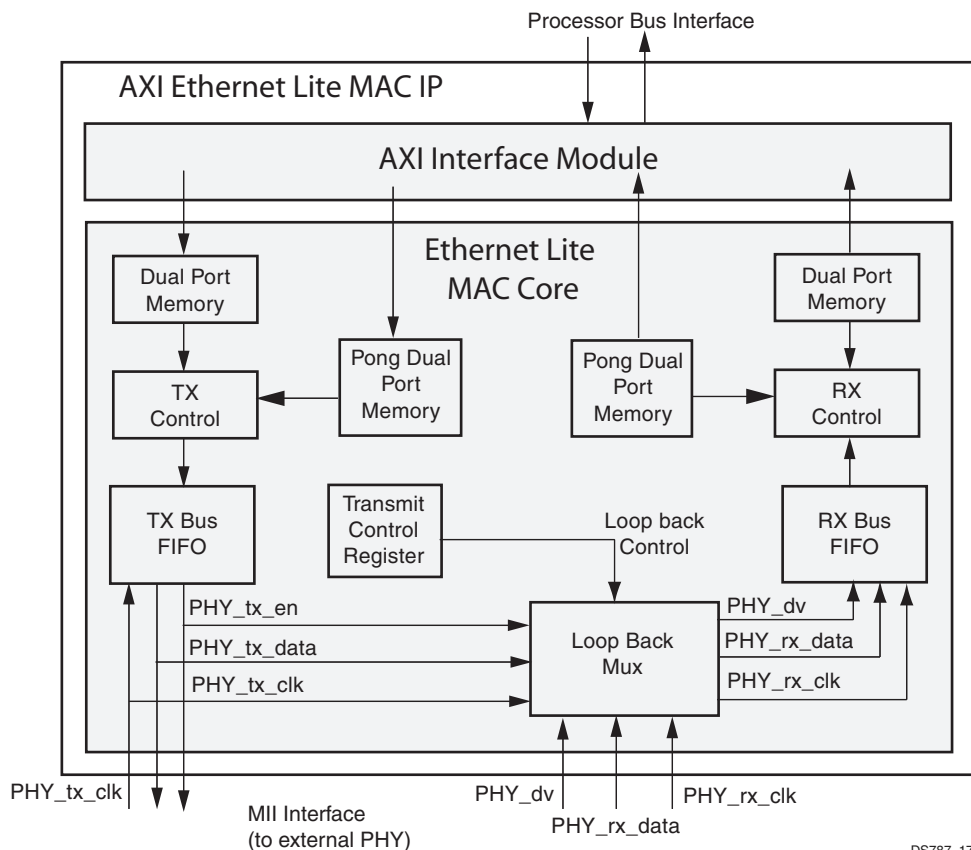 Processor Bus Interface
AXI Ethernet Lite MAC IP
AXI Interface Module
Ethernet Lite
MAC Core
Dual Port
Memory
Dual Port
Memory
Pong Dual
Port
Memory
Pong Dual
Port
Memory
TX
Control
RX
Control
TX Bus
FIFO
Transmit
Control
Register
Loop back
Control
RX Bus
FIFO
PHY_tx_en
PHY_tx_data
PHY_tx_clk
Loop Back
Mux
PHY_dv
PHY_rx_data
PHY_rx_clk
PHY_tx_clk
MII Interface
(to external PHY)
PHY_dv
PHY_rx_data
PHY_rx_clk